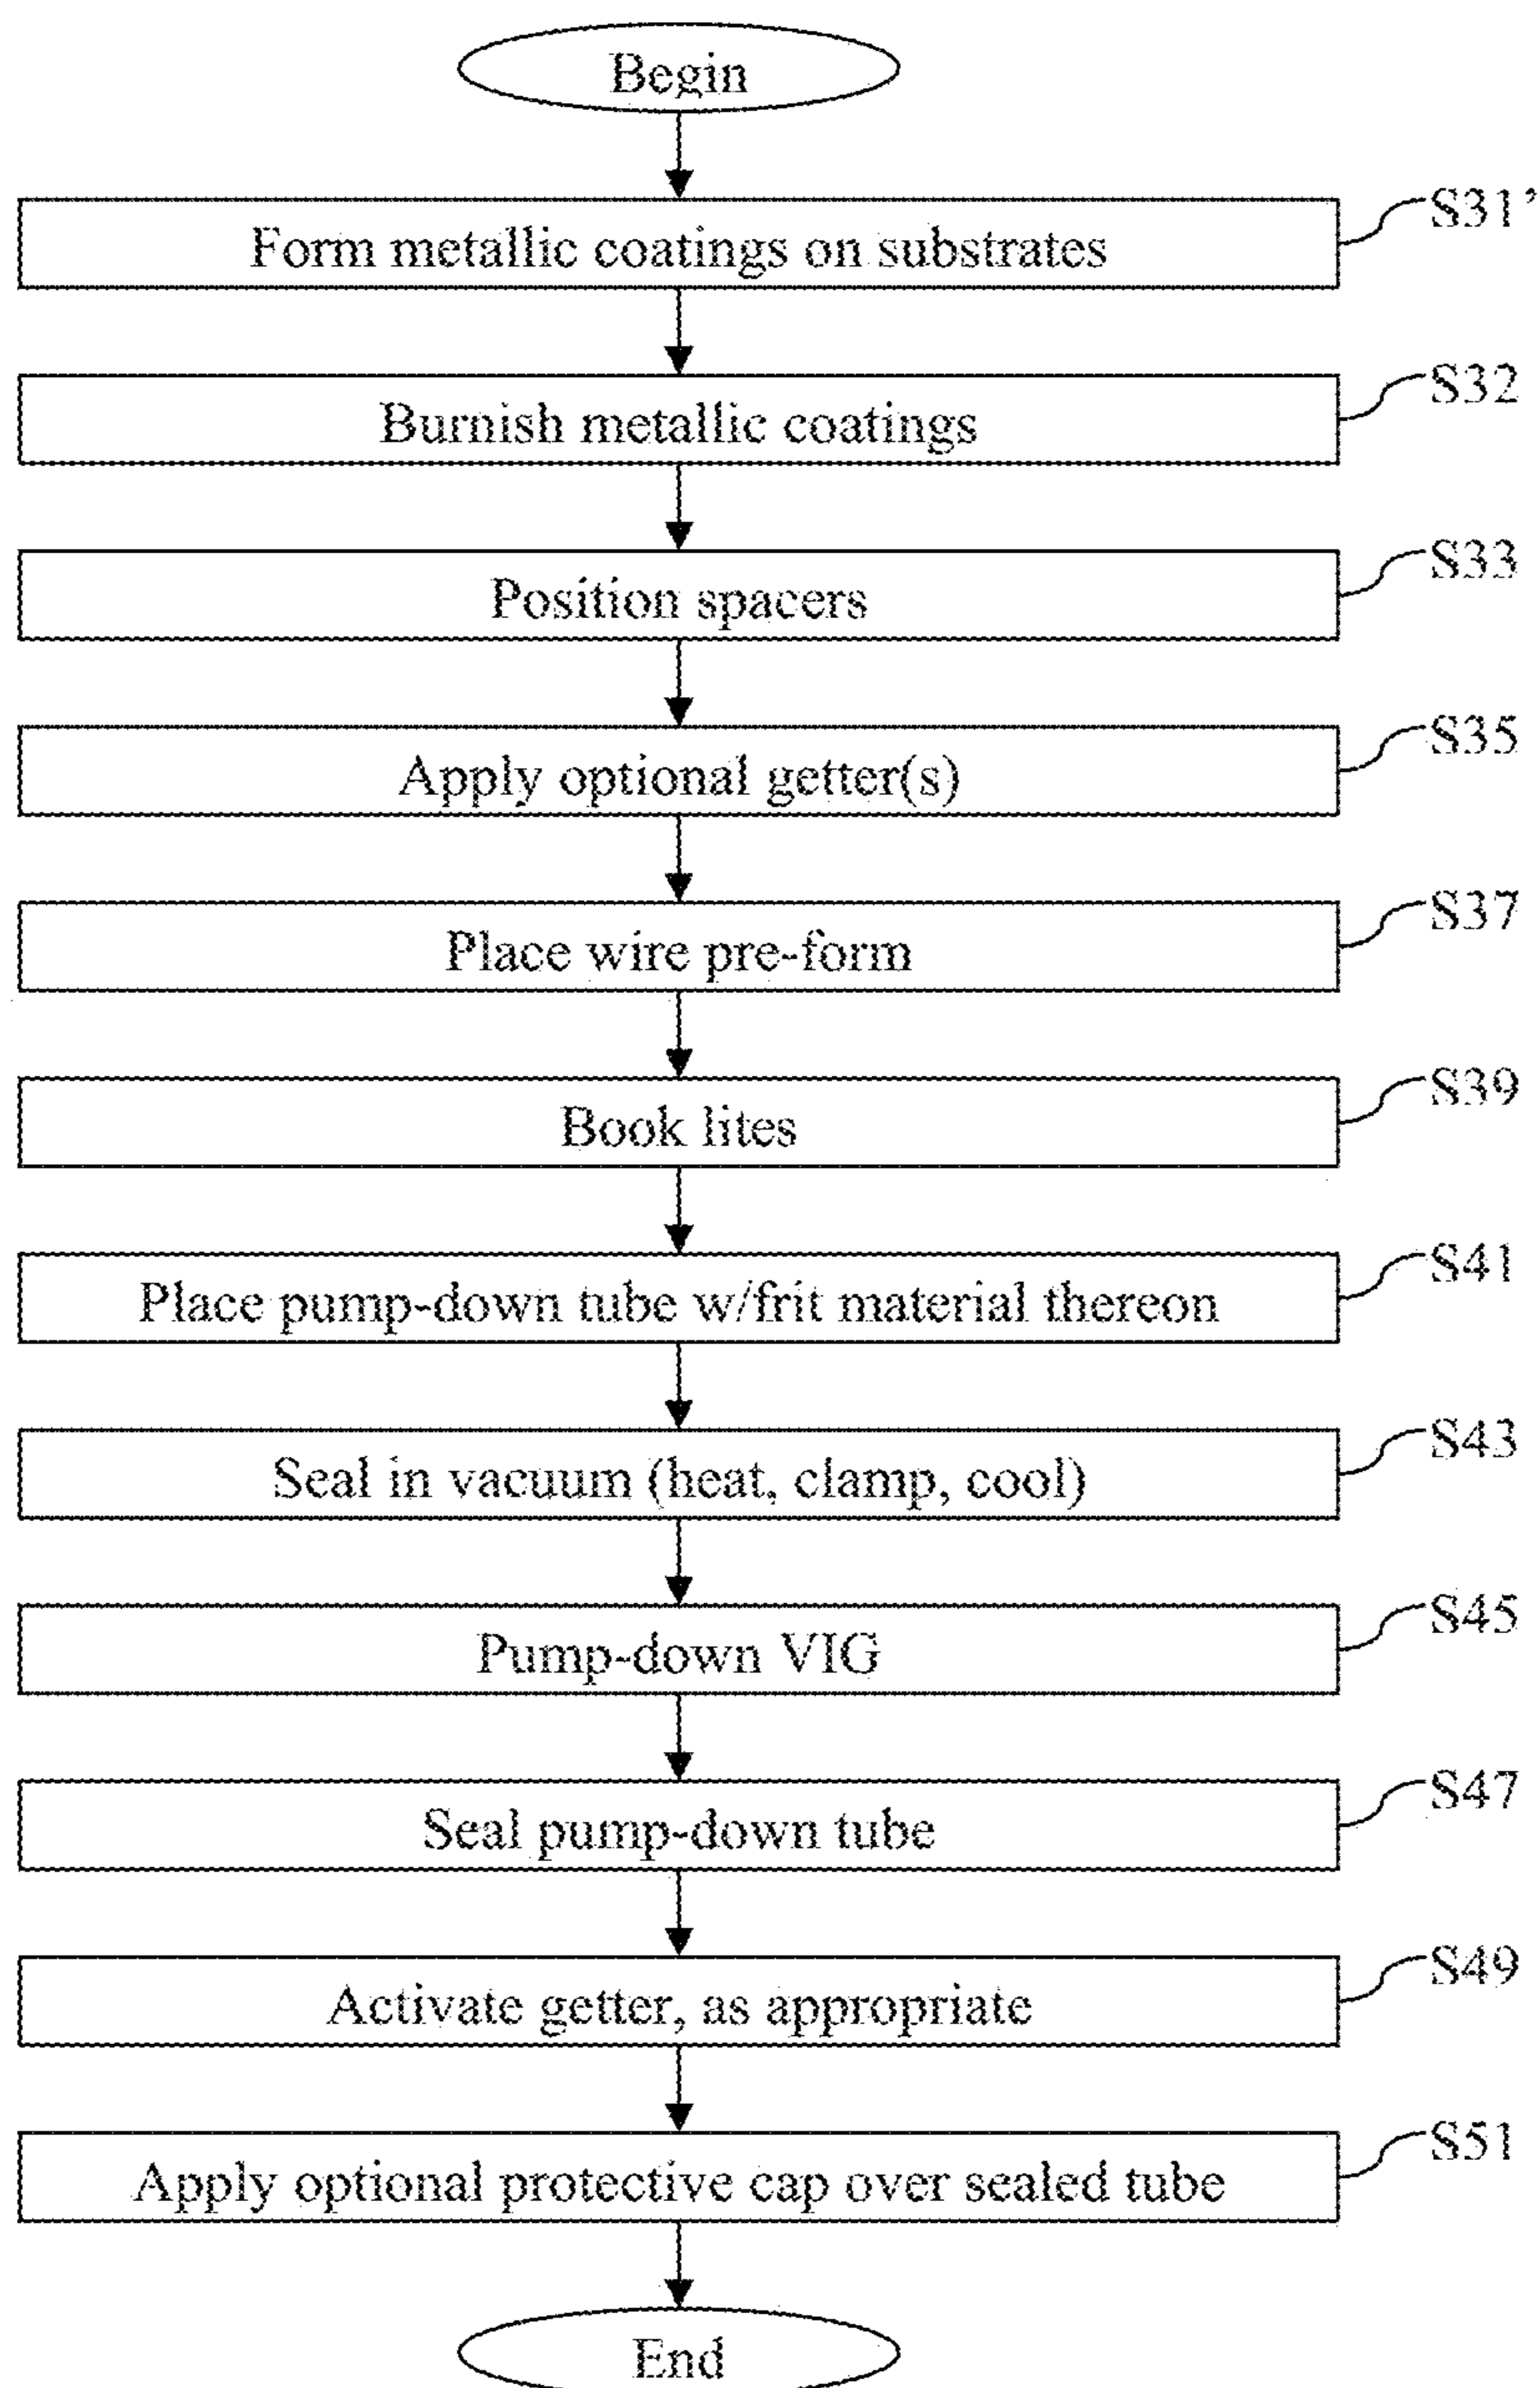 Begin
Form metallic coatings on substrates
S31’
Burnish metallic coatings
S32
Position spacers
S33
Apply optional getter(s)
S35
Place wire pre-form
S37
Book lites
S39
Place pump-down tube w/frit material thereon
S41
Seal in vacuum (heat, clamp, cool)
S43
Pump-down VIG
S45
Seal pump-down tube
S47
Activate getter, as appropriate
S49
Apply optional protective cap over sealed tube
S51
End